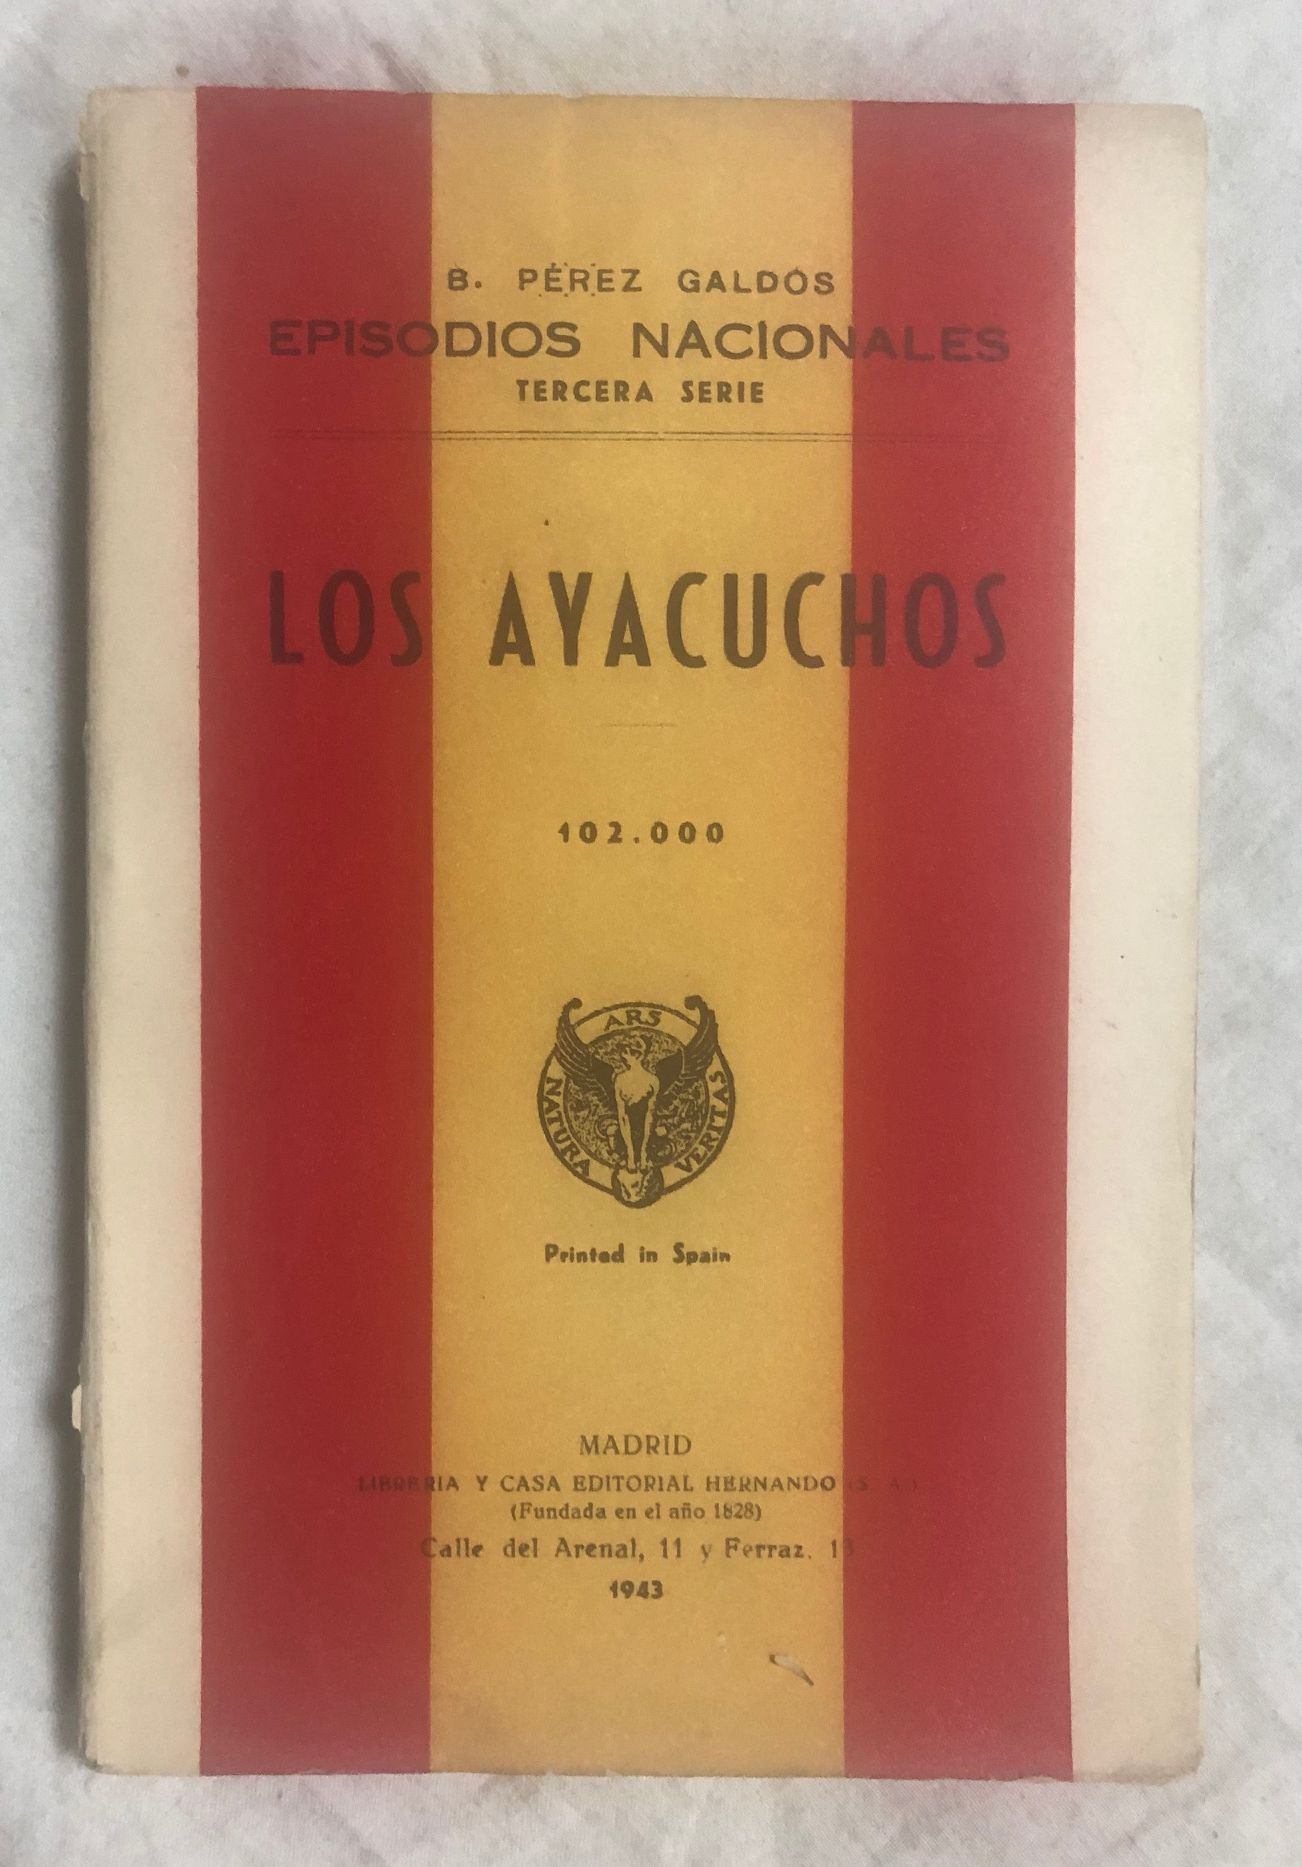 B. PÉREZ GALDÓS
EPISODIOS NACIONALES
TERCERA SERIE
LOS AYACUCHOS
102.000
ARS
NATURA
VERITAS
Printed in Spain
MADRID
LIBRERIA Y CASA EDITORIAL HERNANDO (S. A.)
(Fundada en el año 1828)
Calle del Arenal, 11 y Ferraz,
1943